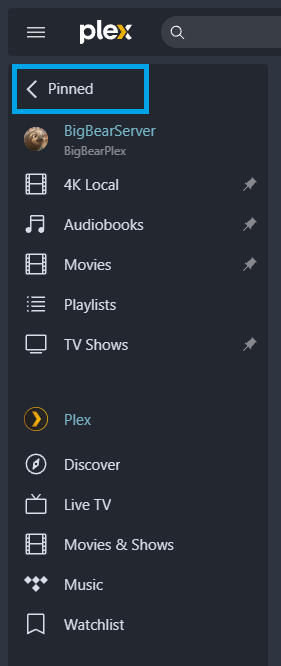 plex
Pinned
BigBearServer
BigBearPlex
4K Local
Audiobooks
Movies
Playlists
TV Shows
Plex
Discover
Live TV
Movies & Shows
Music
Watchlist